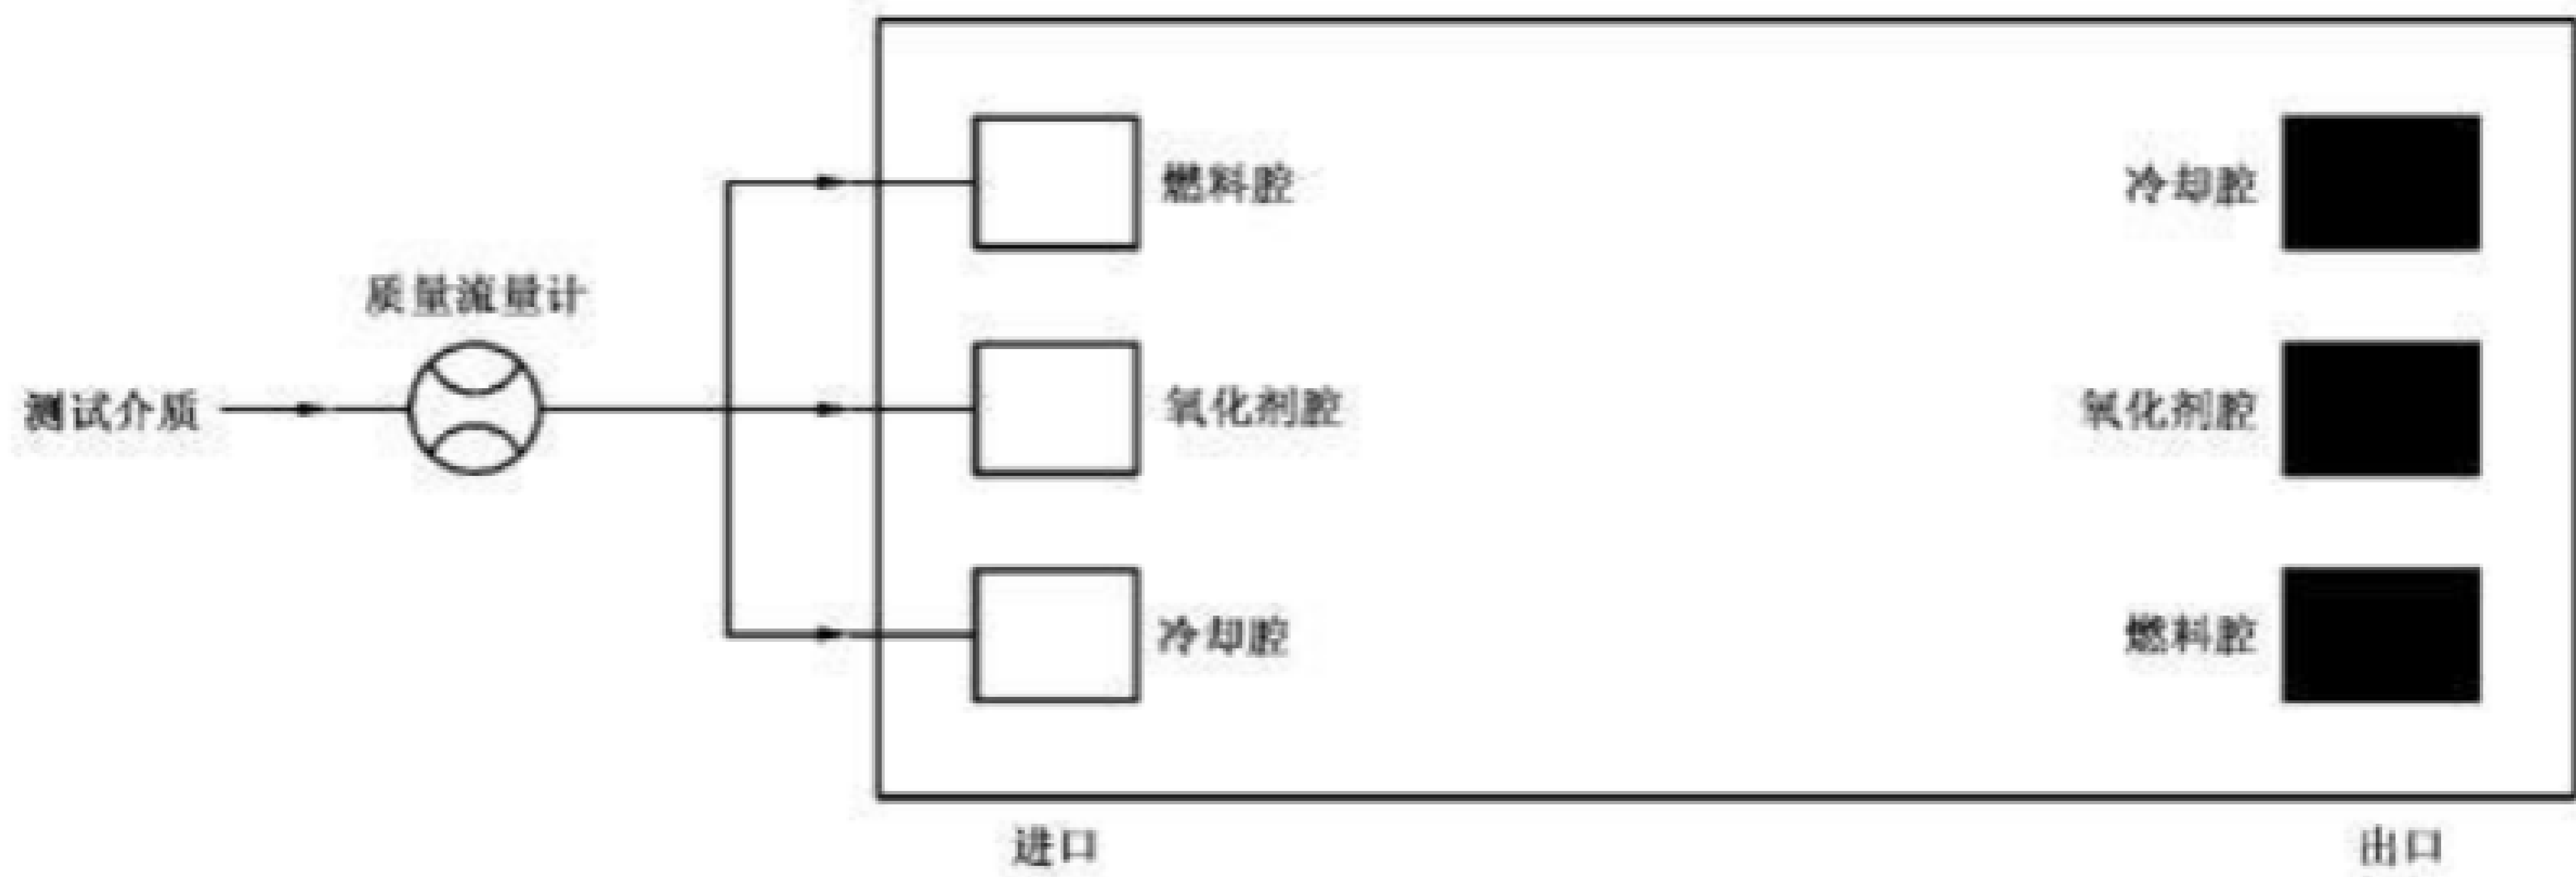 燃料腔
冷却腔
质量流量计
测试介质
氧化剂腔
氧化剂腔
冷却腔
燃料腔
进口
出口